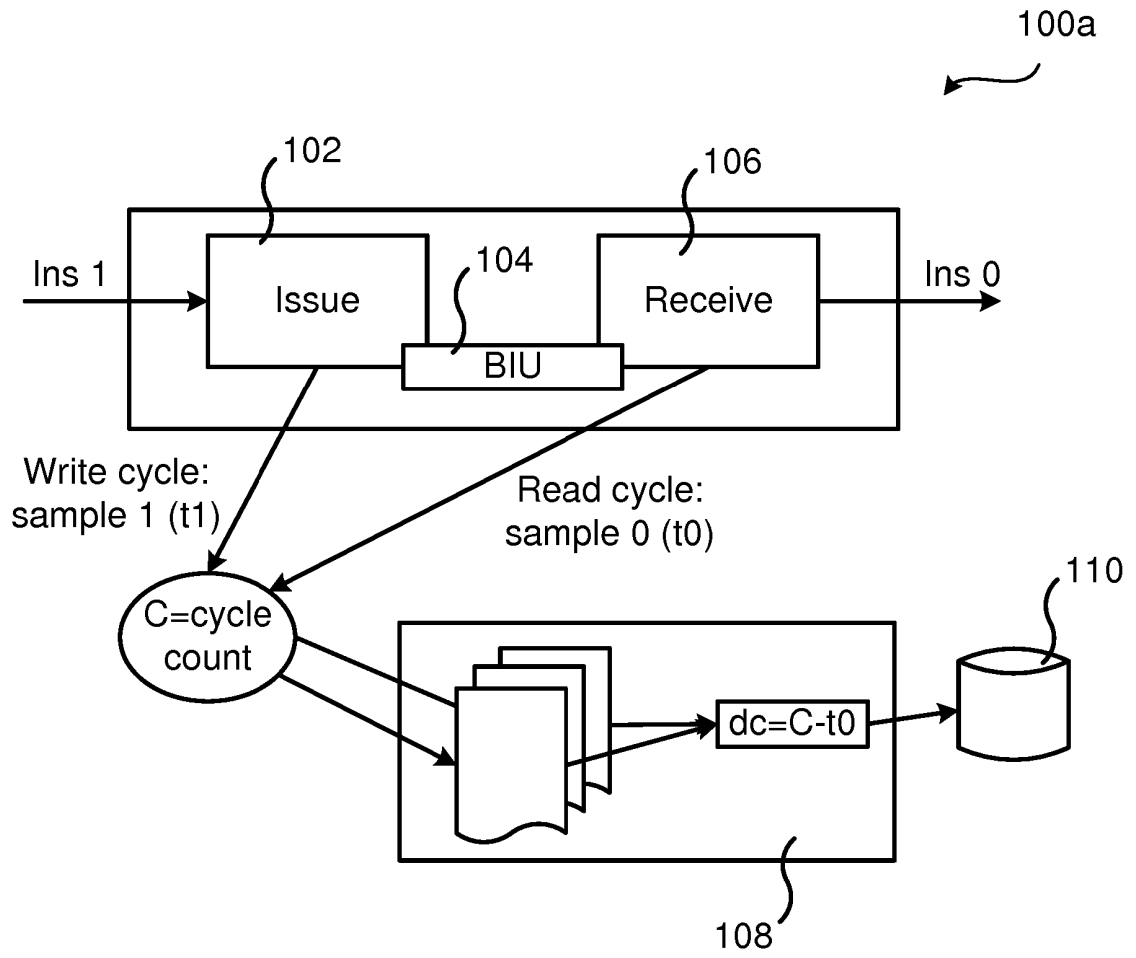 100a
102
106
Ins 1
104
Ins 0
Issue
Receive
BIU
Write cycle:
sample 1 (t1)
Read cycle:
sample 0 (t0)
110
C=cycle
count
dc=C-t0
108